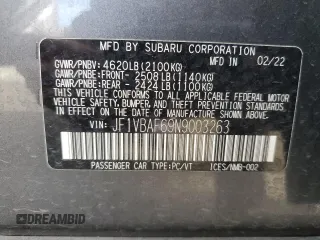 MFD. BY SUBARU CORPORATION
GVWR/PNBV: 4620LB(2100KG) 02/22
GAWR/PNBE:FRONT- 2508LB(1140KG)
GAWR/PNBE:REAR - 2424LB(1100KG)
THIS VEHICLE CONFORMS TO ALL APPLICABLE FEDERAL MOTOR
VEHICLE SAFETY, BUMPER, AND THEFT PREVENTION STANDARDS
IN EFFECT ON THE DATE OF MANUFACTURE SHOWN ABOVE.
VIN: JF1VBAF69N9003263
PASSENGER CAR TYPE:PC/VT ICES/NMB-002
DREAMBID